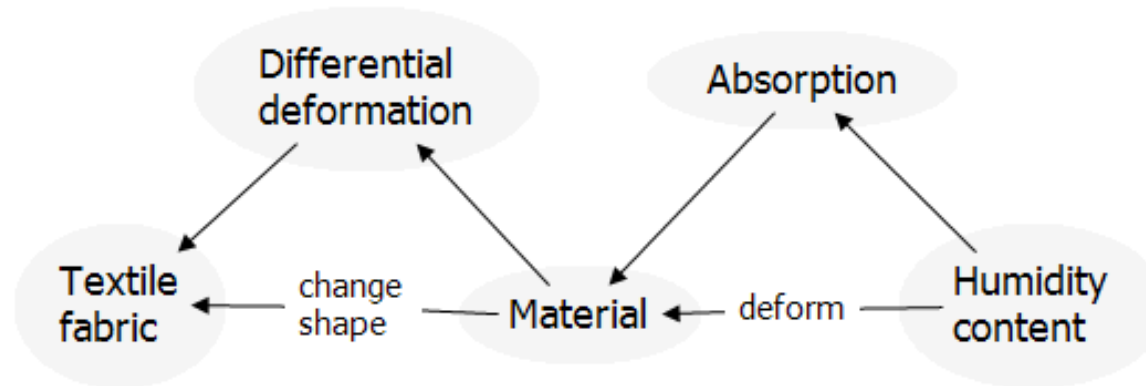 Differential
deformation
Absorption
Textile
fabric
change
shape
Material
deform
Humidity
content